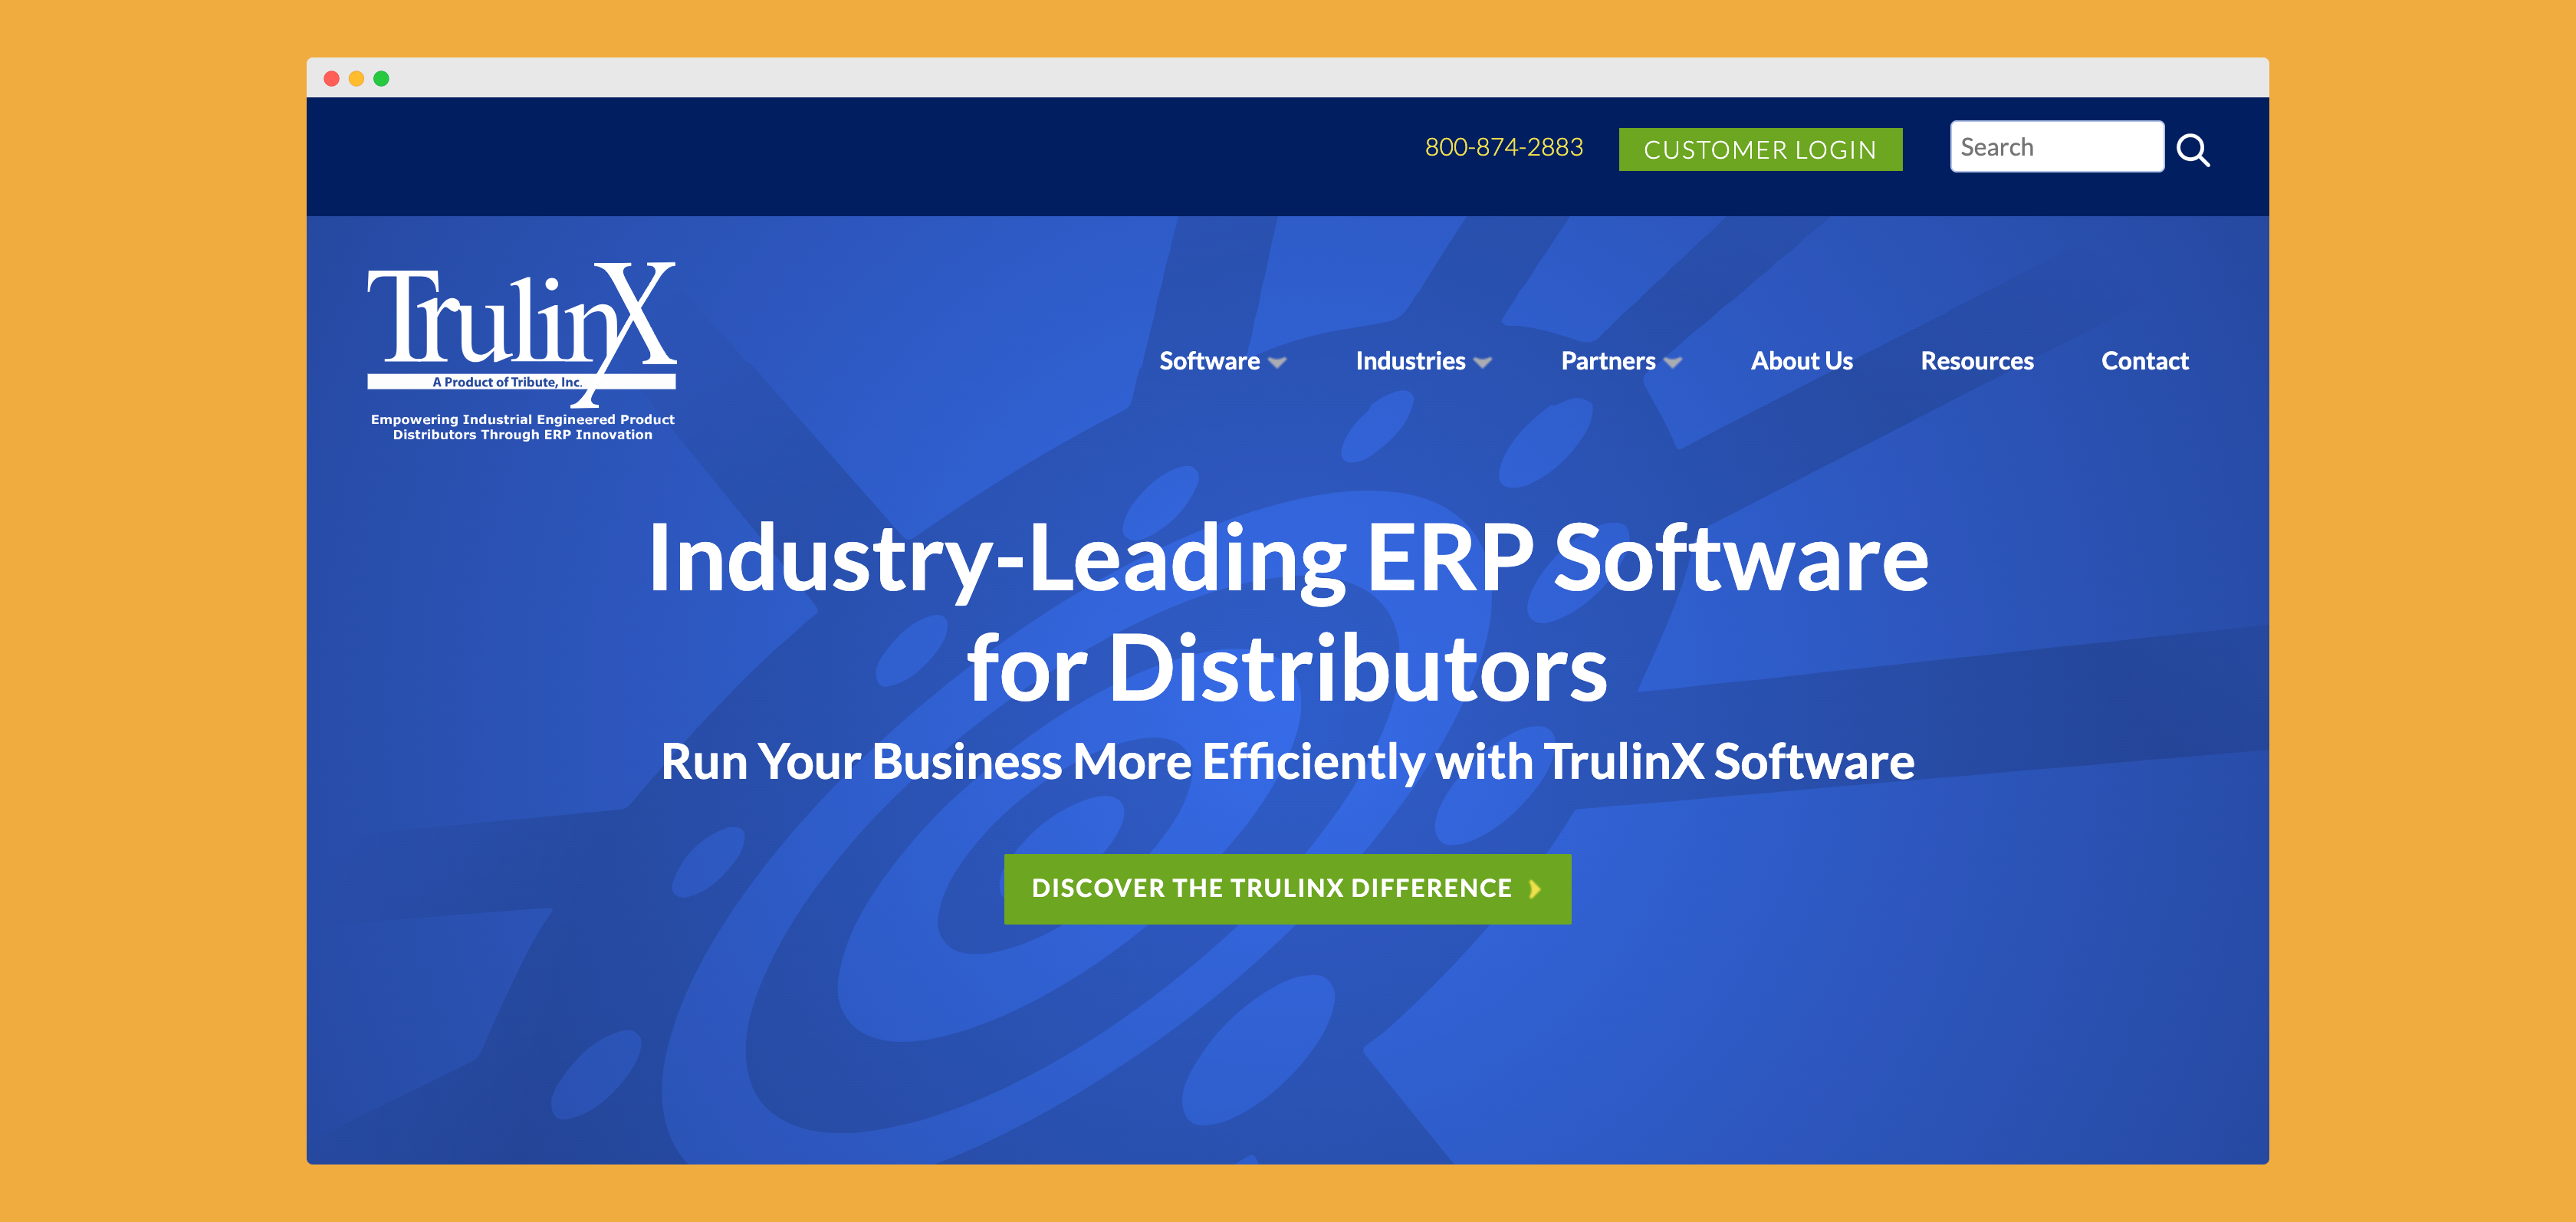 800-874-2883
CUSTOMER LOGIN
Search
TrulinX
A Product of Tribute, Inc.
Empowering Industrial Engineered Product
Distributors Through ERP Innovation
Software
Industries
Partners
About Us
Resources
Contact
Industry-Leading ERP Software
for Distributors
Run Your Business More Efficiently with TrulinX Software
DISCOVER THE TRULINX DIFFERENCE